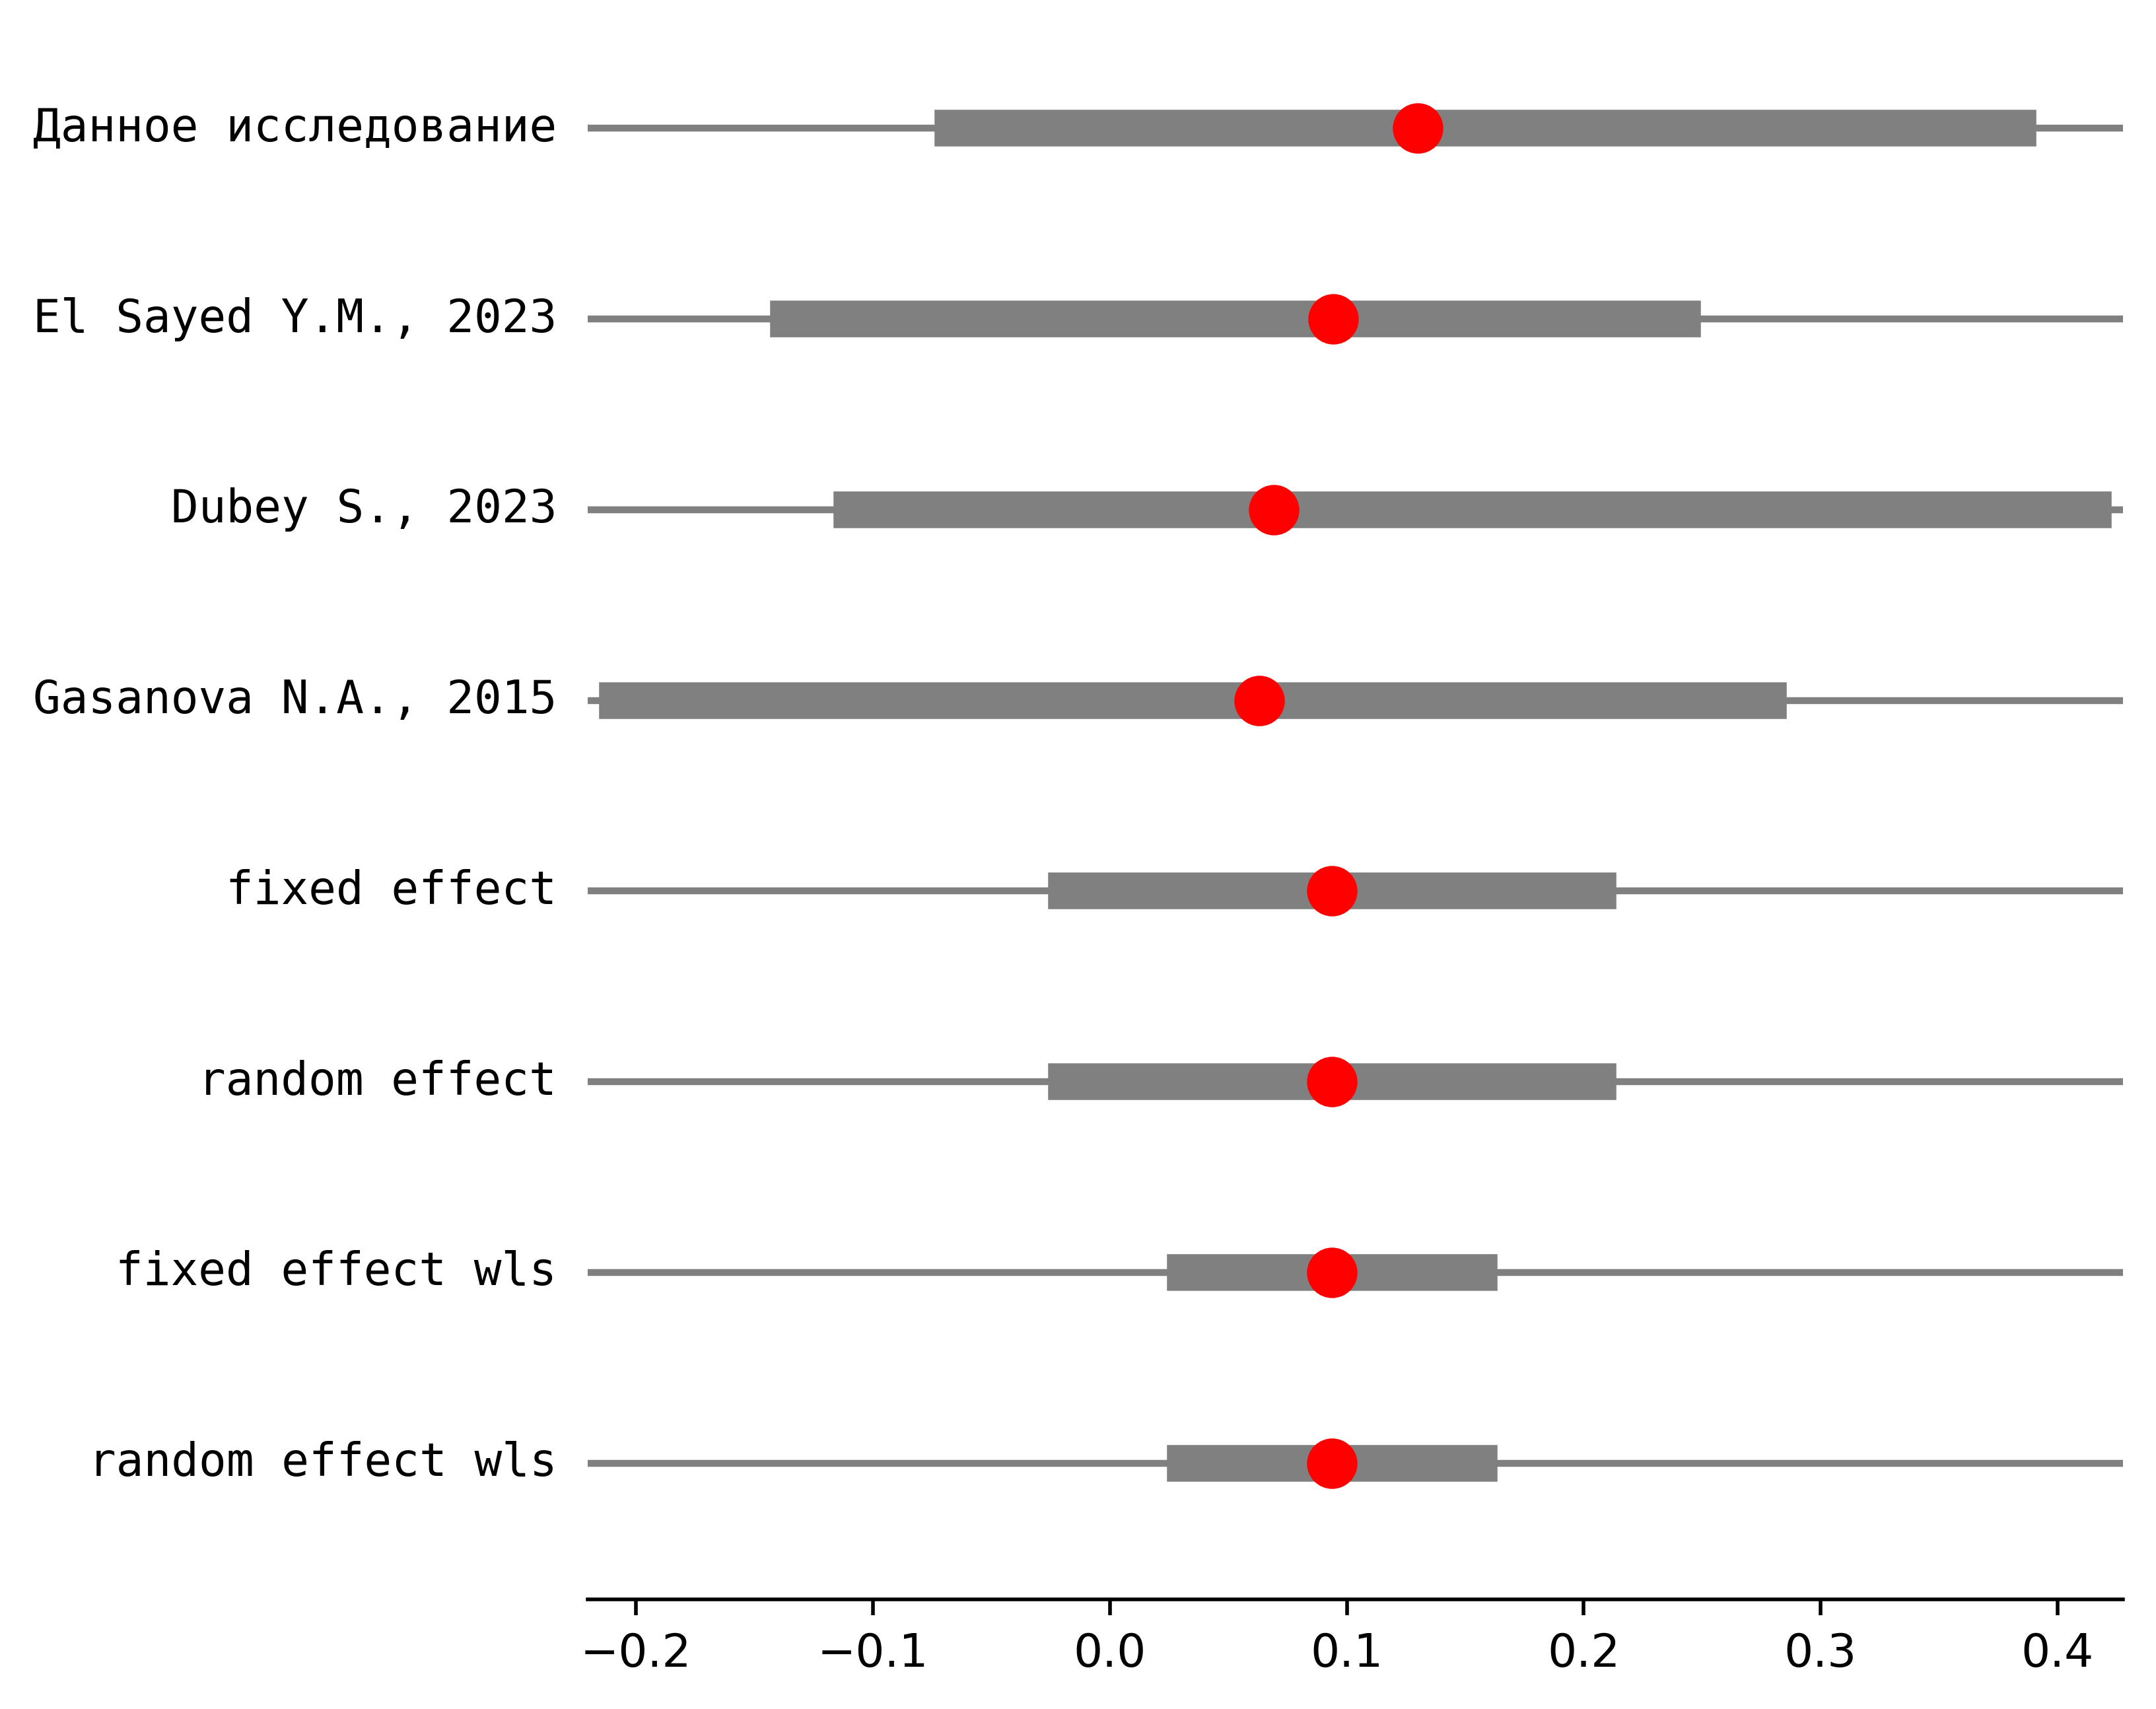 Данное исследование
El Sayed Y.M., 2023
Dubey S., 2023
Gasanova N.A., 2015
fixed effect
random effect
fixed effect wls
random effect wls
−0.2 −0.1 0.0 0.1 0.2 0.3 0.4